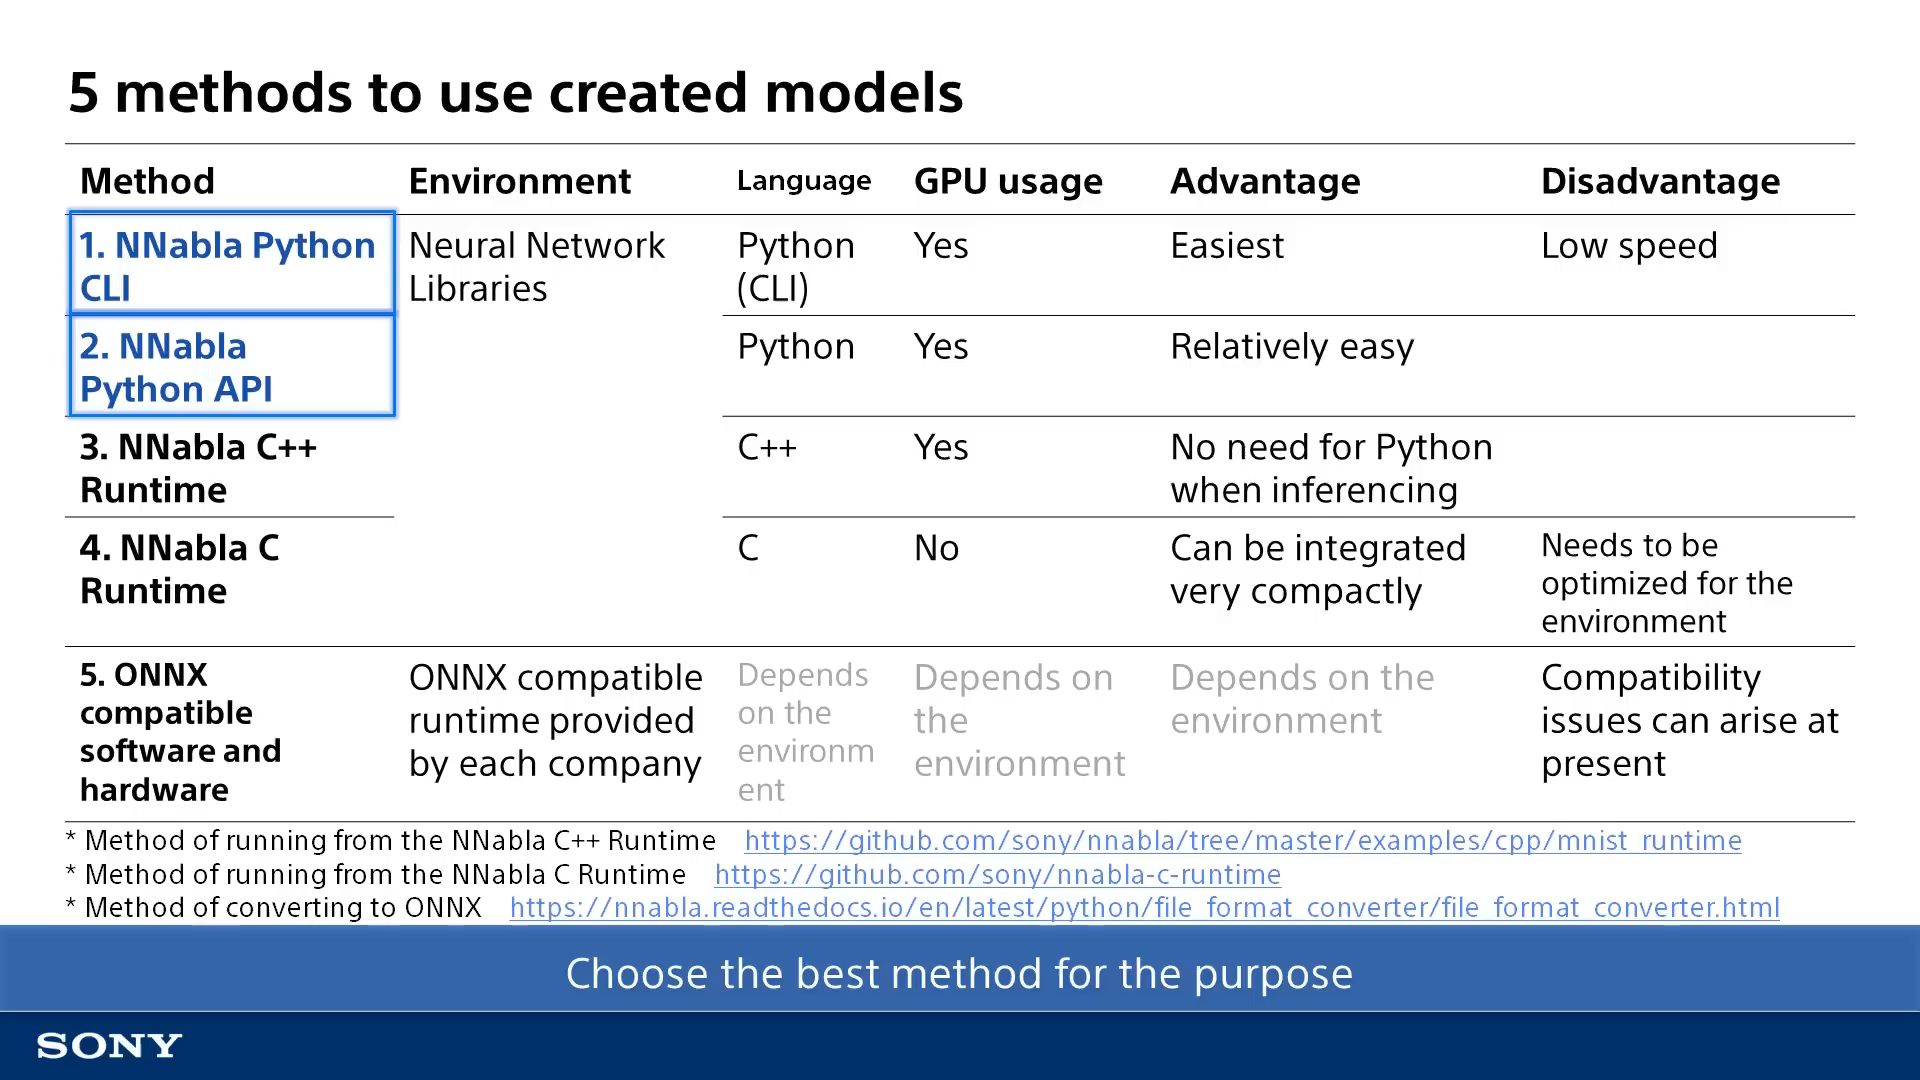 5 methods to use created models
Method Environment Language GPU usage Advantage Disadvantage
1. NNabla Python
CLI
Neural Network
Libraries
Python
(CLI)
Yes
Easiest
Low speed
2. NNabla
Python API
Python
Yes
Relatively easy
3. NNabla C++
Runtime
C++
Yes
No need for Python
when inferencing
4. NNabla C
Runtime
C
No
Can be integrated
very compactly
Needs to be
optimized for the
environment
5. ONNX
compatible
software and
hardware
ONNX compatible
runtime provided
by each company
Depends
on the
environm
ent
Depends on
the
environment
Depends on the
environment
Compatibility
issues can arise at
present
* Method of running from the NNabla C++ Runtime https://github.com/sony/nnabla/tree/master/examples/cpp/mnist_runtime
* Method of running from the NNabla C Runtime https://github.com/sony/nnabla-c-runtime
* Method of converting to ONNX https://nnabla.readthedocs.io/en/latest/python/file_format_converter/file_format_converter.html
Choose the best method for the purpose
SONY